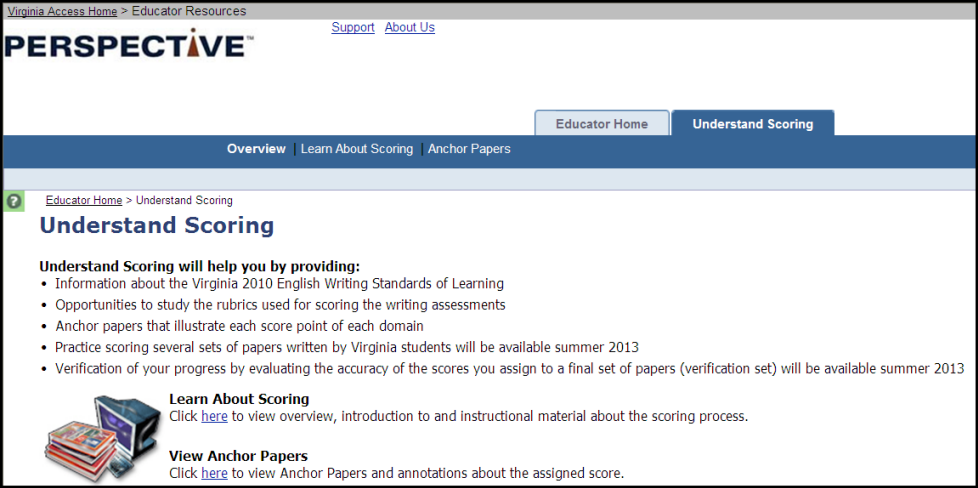 Virginia Access Home > Educator Resources
PERSPECTIVE™
Support About Us
Educator Home Understand Scoring
Overview | Learn About Scoring | Anchor Papers
? Educator Home > Understand Scoring
Understand Scoring
Understand Scoring will help you by providing:
• Information about the Virginia 2010 English Writing Standards of Learning
• Opportunities to study the rubrics used for scoring the writing assessments
• Anchor papers that illustrate each score point of each domain
• Practice scoring several sets of papers written by Virginia students will be available summer 2013
• Verification of your progress by evaluating the accuracy of the scores you assign to a final set of papers (verification set) will be available summer 2013
Learn About Scoring
Click here to view overview, introduction to and instructional material about the scoring process.
View Anchor Papers
Click here to view Anchor Papers and annotations about the assigned score.